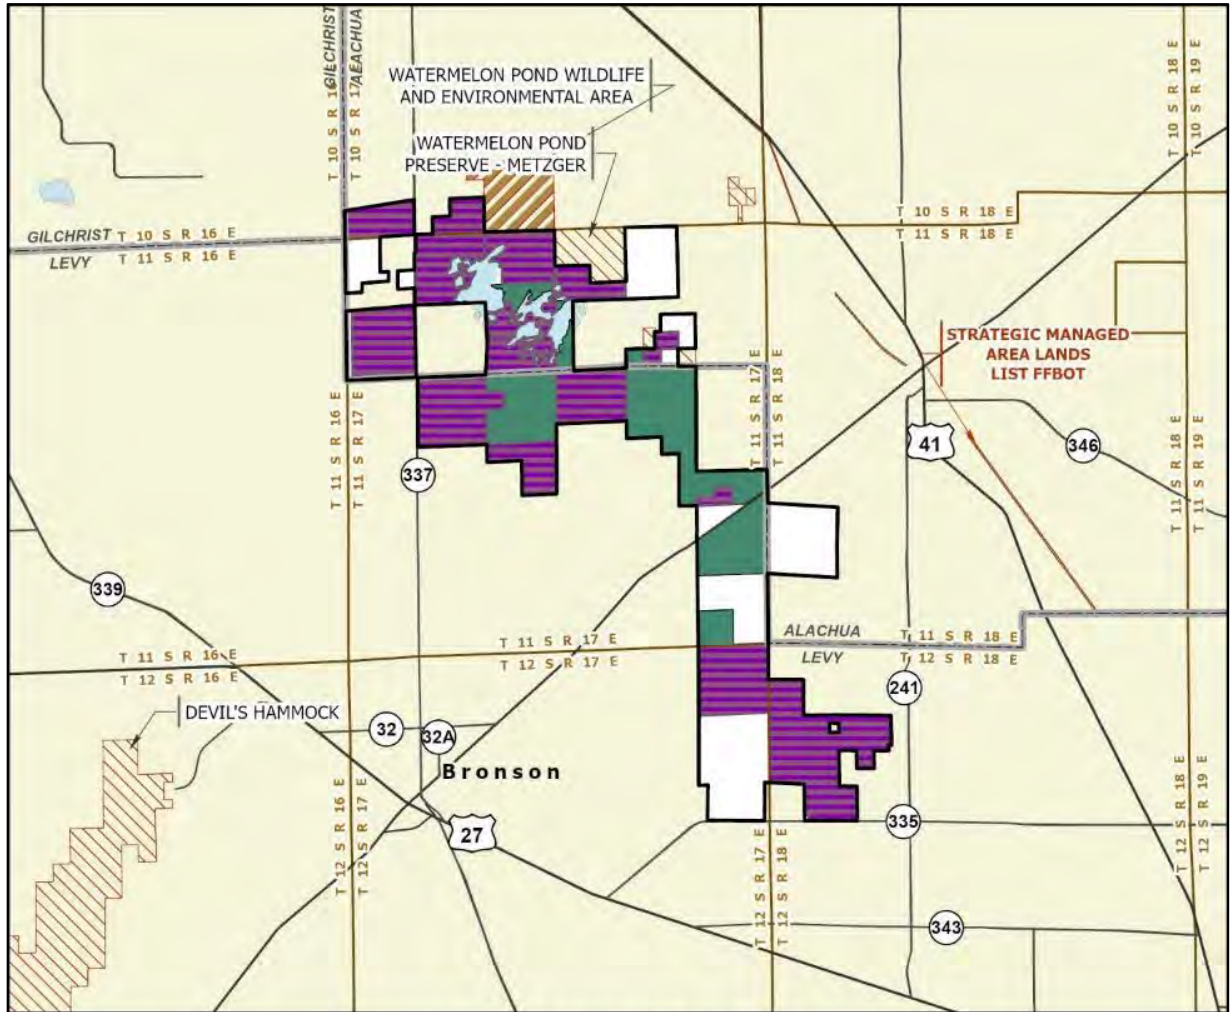 GILCHRIST
ALACHUA
T 10 S R 16 E
T 10 S R 17 E
WATERMELON POND WILDLIFE
AND ENVIRONMENTAL AREA
WATERMELON POND
PRESERVE - METZGER
T 10 S R 18 E
T 10 S R 19 E
GILCHRIST
LEVY
T 10 S R 16 E
T 11 S R 16 E
T 10 S R 18 E
T 11 S R 18 E
STRATEGIC MANAGED
AREA LANDS
LIST FFBOT
T 11 S R 17 E
T 11 S R 18 E
T 11 S R 16 E
T 11 S R 17 E
T 11 S R 18 E
T 11 S R 19 E
41
346
337
339
T 11 S R 16 E
T 12 S R 16 E
T 11 S R 17 E
T 12 S R 17 E
ALACHUA
LEVY
T 11 S R 18 E
T 12 S R 18 E
241
DEVIL'S HAMMOCK
32
32A
Bronson
27
335
T 12 S R 16 E
T 12 S R 17 E
T 12 S R 17 E
T 12 S R 18 E
T 12 S R 18 E
T 12 S R 19 E
343